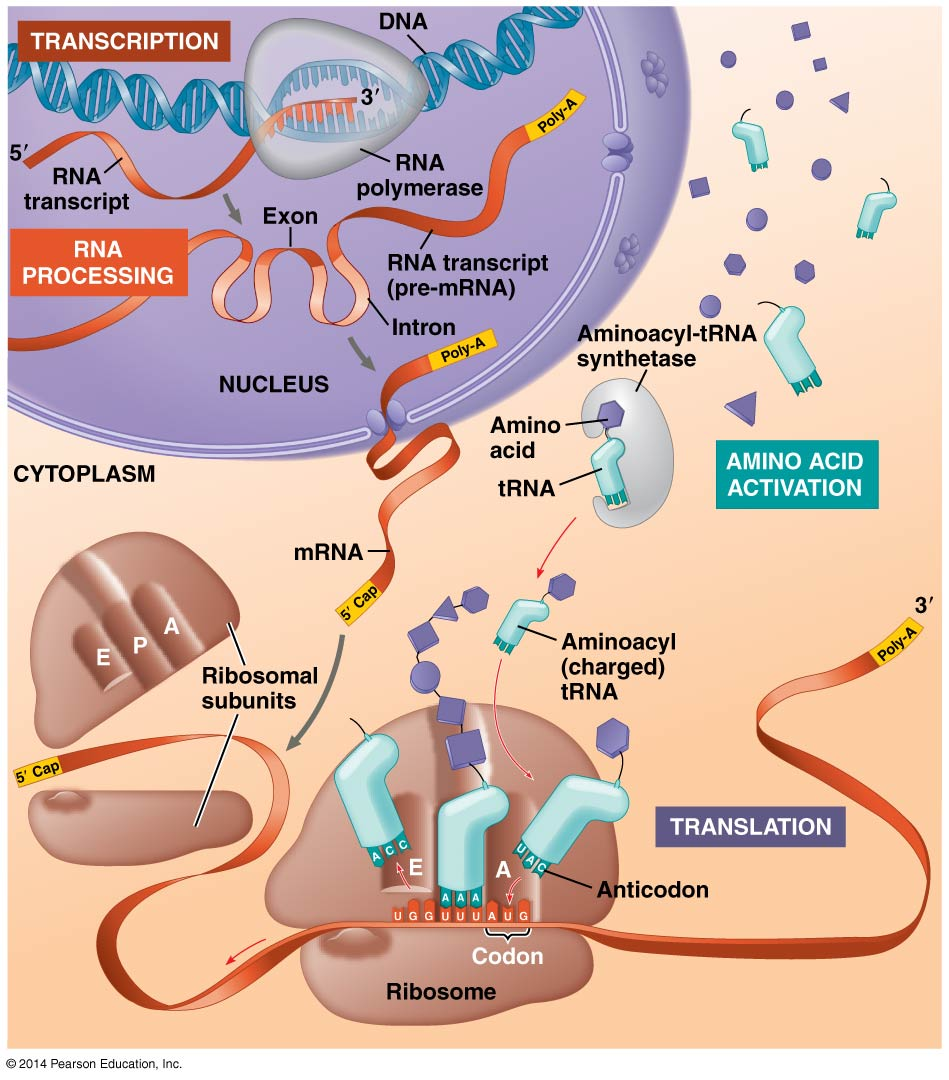 TRANSCRIPTION
DNA
3′
5′
RNA
transcript
RNA
polymerase
Poly-A
Exon
RNA
PROCESSING
RNA transcript
(pre-mRNA)
Intron
Poly-A
NUCLEUS
Aminoacyl-tRNA
synthetase
Amino
acid
tRNA
AMINO ACID
ACTIVATION
CYTOPLASM
mRNA
5′ Cap
E P A
Ribosomal
subunits
Aminoacyl
(charged)
tRNA
3′
Poly-A
5′ Cap
TRANSLATION
A C C
E
A
U A C
Anticodon
A A A
U G G U U U A U G
Codon
Ribosome
© 2014 Pearson Education, Inc.